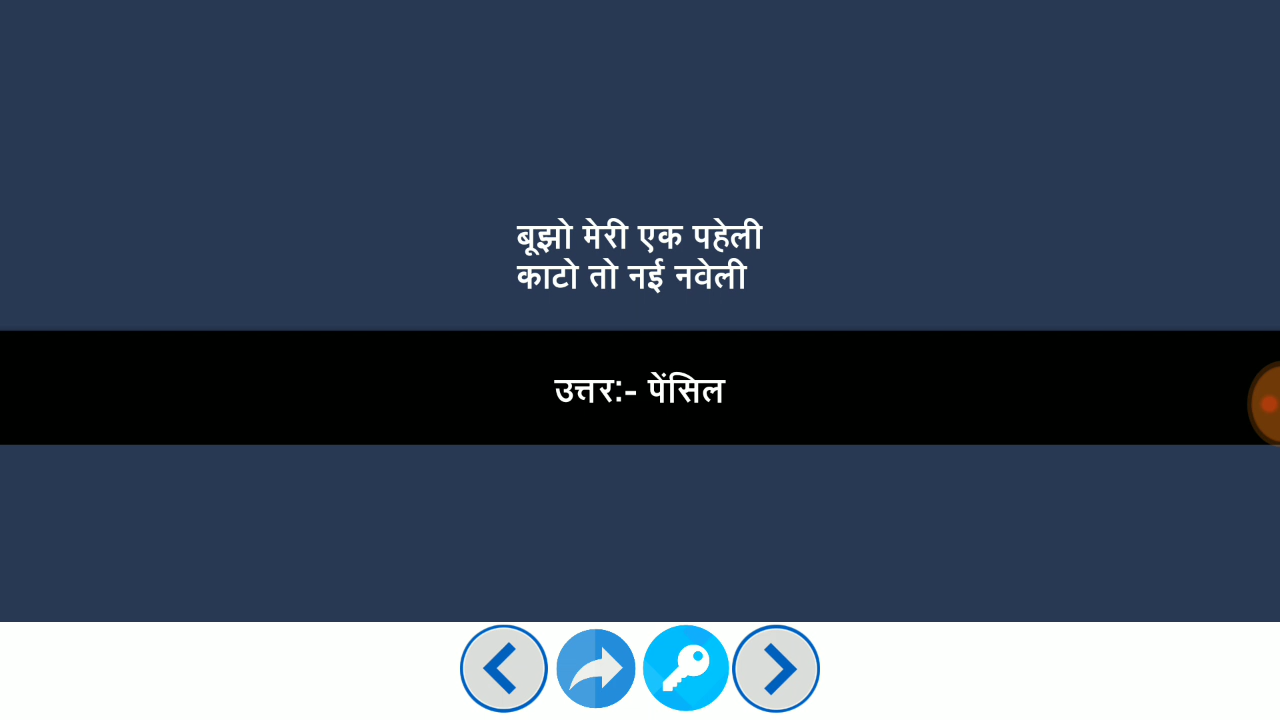 बूझो मेरी एक पहेली
काटो तो नई नवेली
उत्तर:- पेंसिल